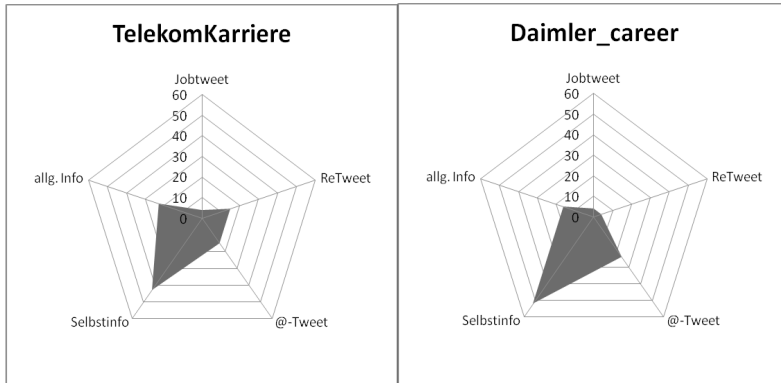 TelekomKarriere
Jobtweet
60
50
40
30
20
10
0
ReTweet
@-Tweet
Selbstinfo
allg. Info
Daimler_career
Jobtweet
60
50
40
30
20
10
0
ReTweet
@-Tweet
Selbstinfo
allg. Info